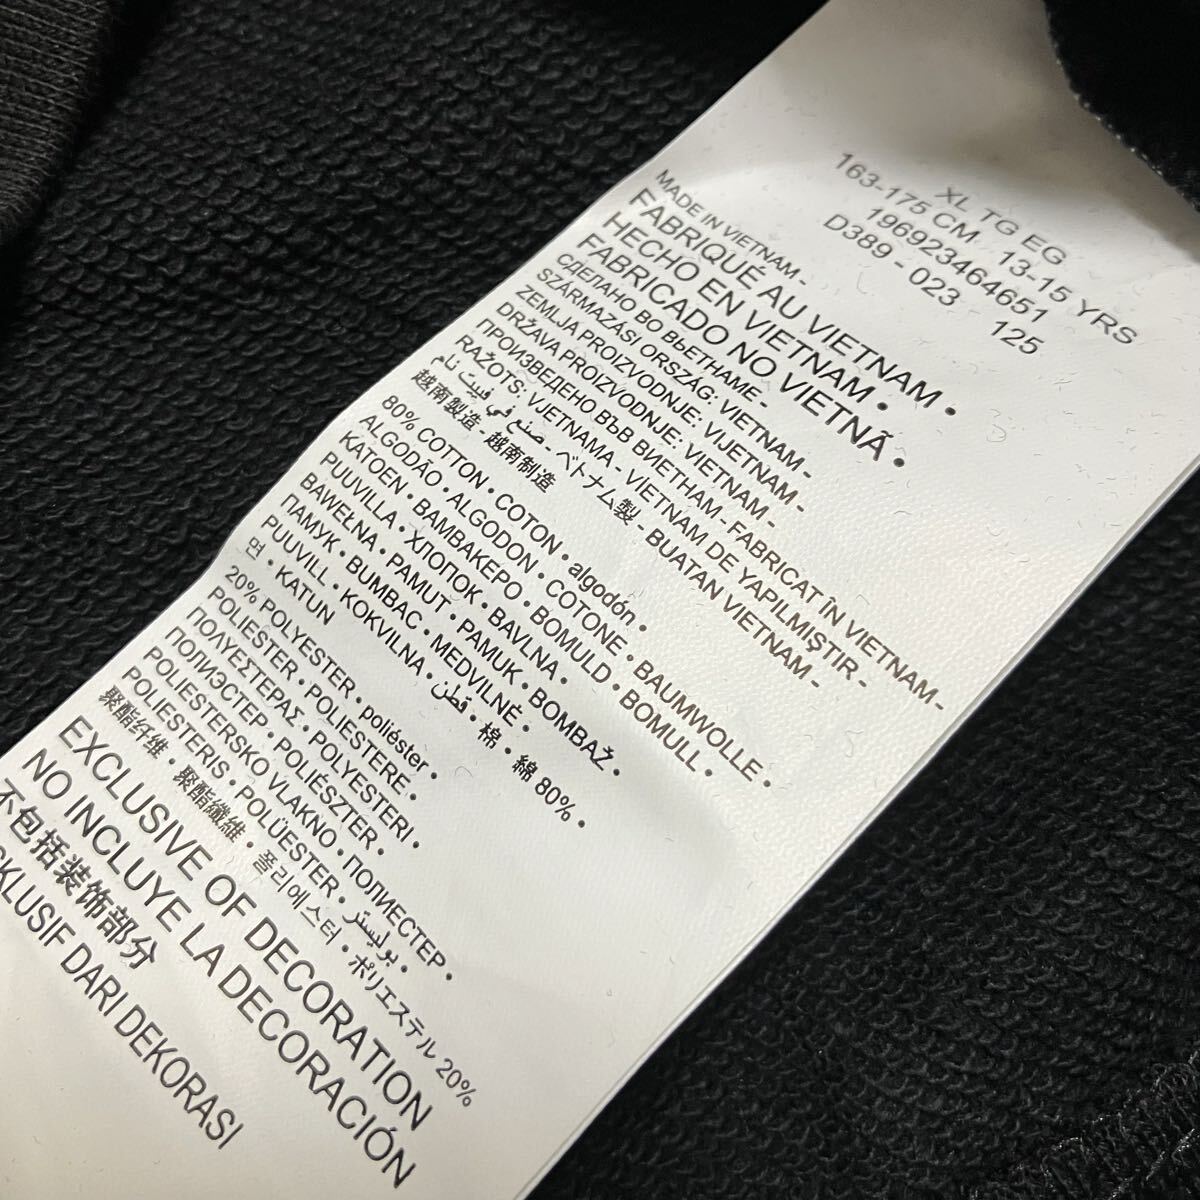 XL TG EG
163-175 CM 13-15 YRS
196923464651
D389 - 023 125
MADE IN VIETNAM -
FABRIQUÉ AU VIETNAM •
HECHO EN VIETNAM •
FABRICADO NO VIETNÃ •
СДЕЛАНО ВО ВЬЕТНАМЕ -
SZÁRMAZÁSI ORSZÁG: VIETNAM -
ZEMLJA PROIZVODNJE: VIJETNAM -
DRŽAVA PROIZVODNJE: VIETNAM -
ПРОИЗВЕДЕНО ВЪВ ВИЕТНАМ - FABRICAT ÎN VIETNAM -
RAŽOTS: VJETNAMA - VIETNAM DE YAPILMIŞTIR -
صنع في فييت نام - ベトナム製 - BUATAN VIETNAM -
越南製造 - 越南制造
80% COTTON • COTON • algodón •
ALGODÃO • ALGODON • COTONE • BAUMWOLLE •
KATOEN • ΒΑΜΒΑΚΕΡΟ • BOMULD • BOMULL •
PUUVILLA • ХЛОПОК • BAVLNA •
BAWEŁNA • PAMUT • PAMUK • BOMBAŽ •
ПАМУК • BUMBAC • MEDVILNĖ •
PUUVILL • KOKVILNA • قطن • 棉 • 綿 80% •
면 • KATUN
20% POLYESTER • poliéster •
POLIESTER • POLIESTERE •
ΠΟΛΥΕΣΤΕΡΑΣ • POLYESTERI •
ПОЛИЭСТЕР • POLIÉSZTER •
POLIESTERSKO VLAKNO • ПОЛИЕСТЕР •
POLIESTERIS • POLÜESTER • بوليستر •
聚酯纤维 • 聚酯纖維 • 폴리에스터 • ポリエステル 20%
EXCLUSIVE OF DECORATION
NO INCLUYE LA DECORACIÓN
不包括装饰部分
DARI DEKORASI